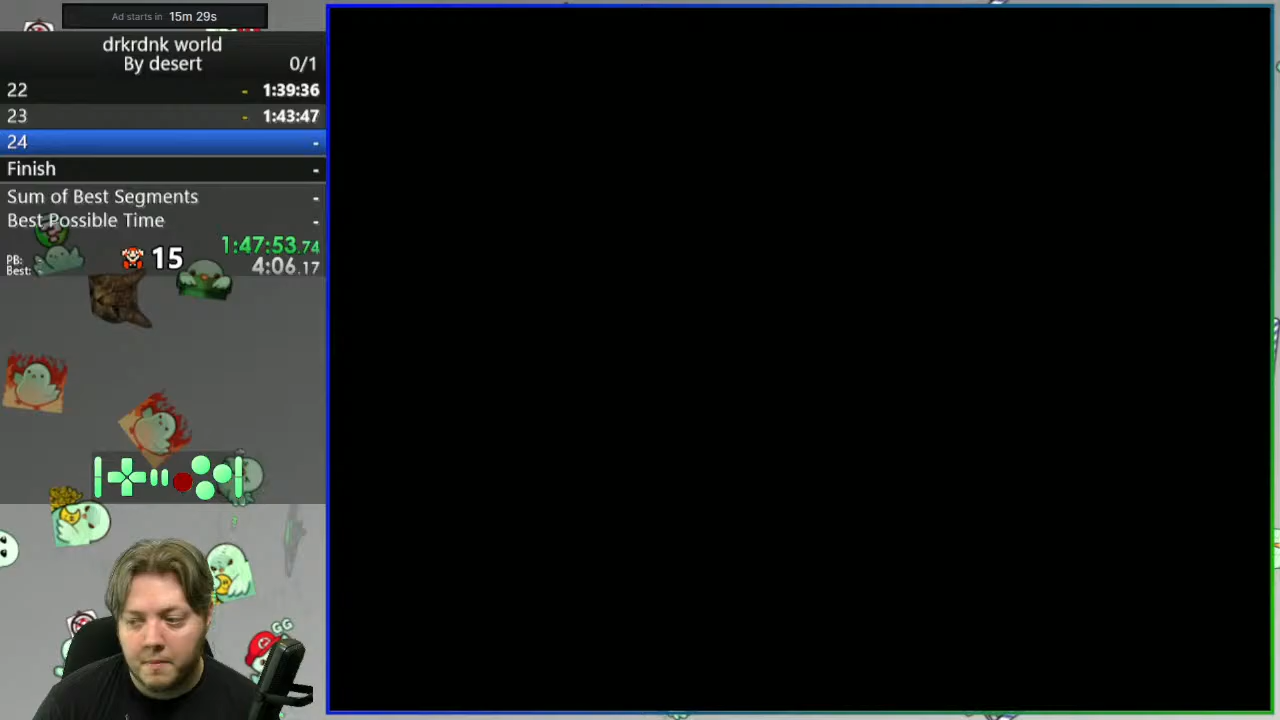 Ad starts in 15m 29s
drkrdnk world
By desert 0/1
22 - 1:39:36
23 - 1:43:47
24 -
Finish -
Sum of Best Segments -
Best Possible Time -
1:47:53.74
PB:
Best:
15
4:06.17
GG